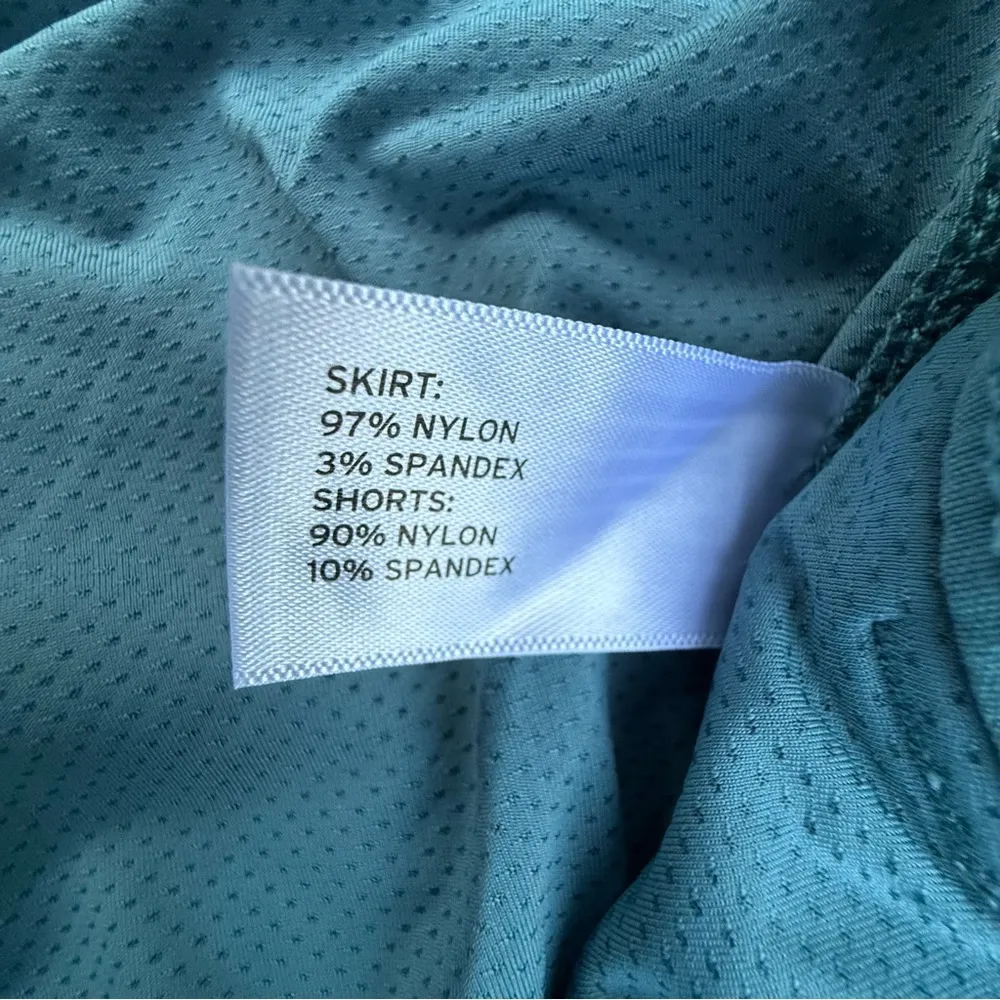 SKIRT:
97% NYLON
3% SPANDEX
SHORTS:
90% NYLON
10% SPANDEX